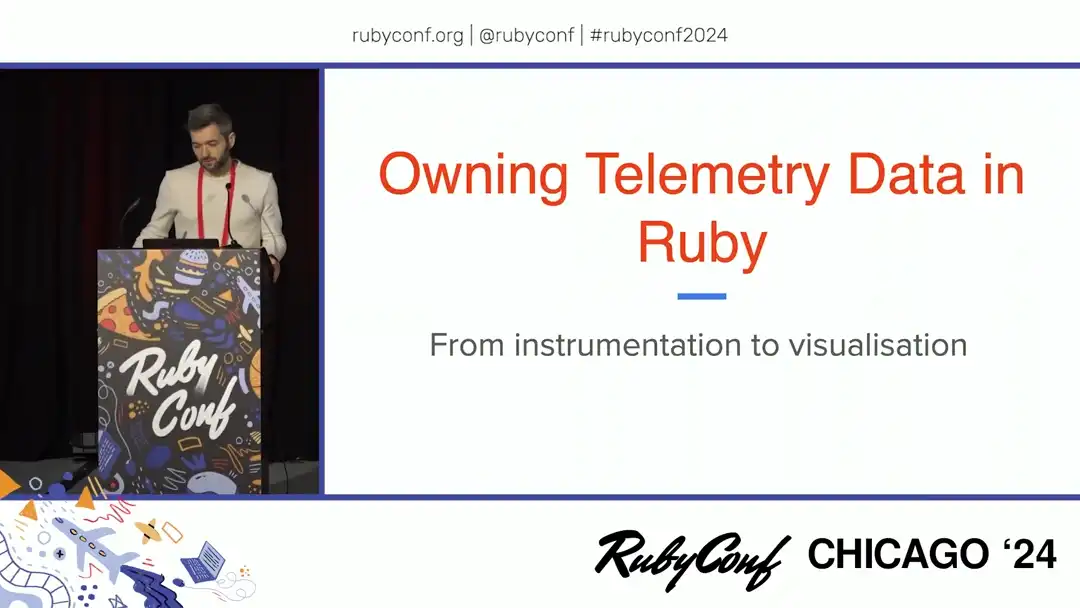 rubyconf.org | @rubyconf | #rubyconf2024
Owning Telemetry Data in
Ruby
From instrumentation to visualisation
Ruby
Conf
RubyConf CHICAGO ‘24